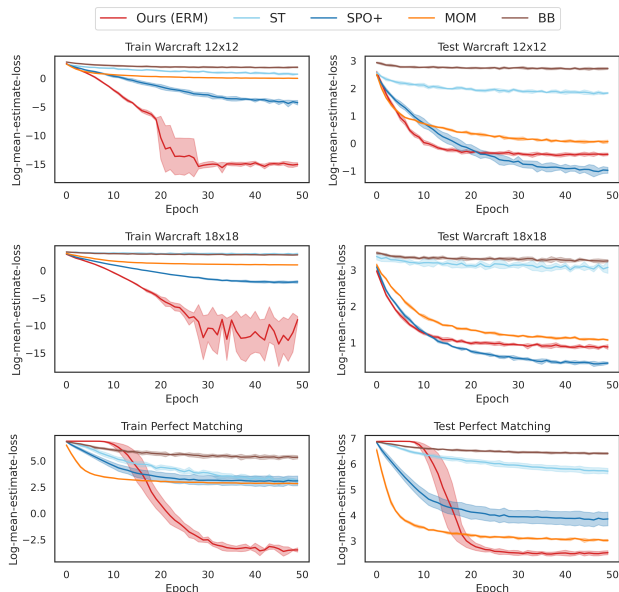 Ours (ERM) ST SPO+ MOM BB
Train Warcraft 12x12
Log-mean-estimate-loss
0
−5
−10
−15
0 10 20 30 40 50
Epoch
Test Warcraft 12x12
Log-mean-estimate-loss
3
2
1
0
−1
0 10 20 30 40 50
Epoch
Train Warcraft 18x18
Log-mean-estimate-loss
0
−5
−10
−15
0 10 20 30 40 50
Epoch
Test Warcraft 18x18
Log-mean-estimate-loss
3
2
1
0 10 20 30 40 50
Epoch
Train Perfect Matching
Log-mean-estimate-loss
5.0
2.5
0.0
−2.5
0 10 20 30 40 50
Epoch
Test Perfect Matching
Log-mean-estimate-loss
7
6
5
4
3
0 10 20 30 40 50
Epoch